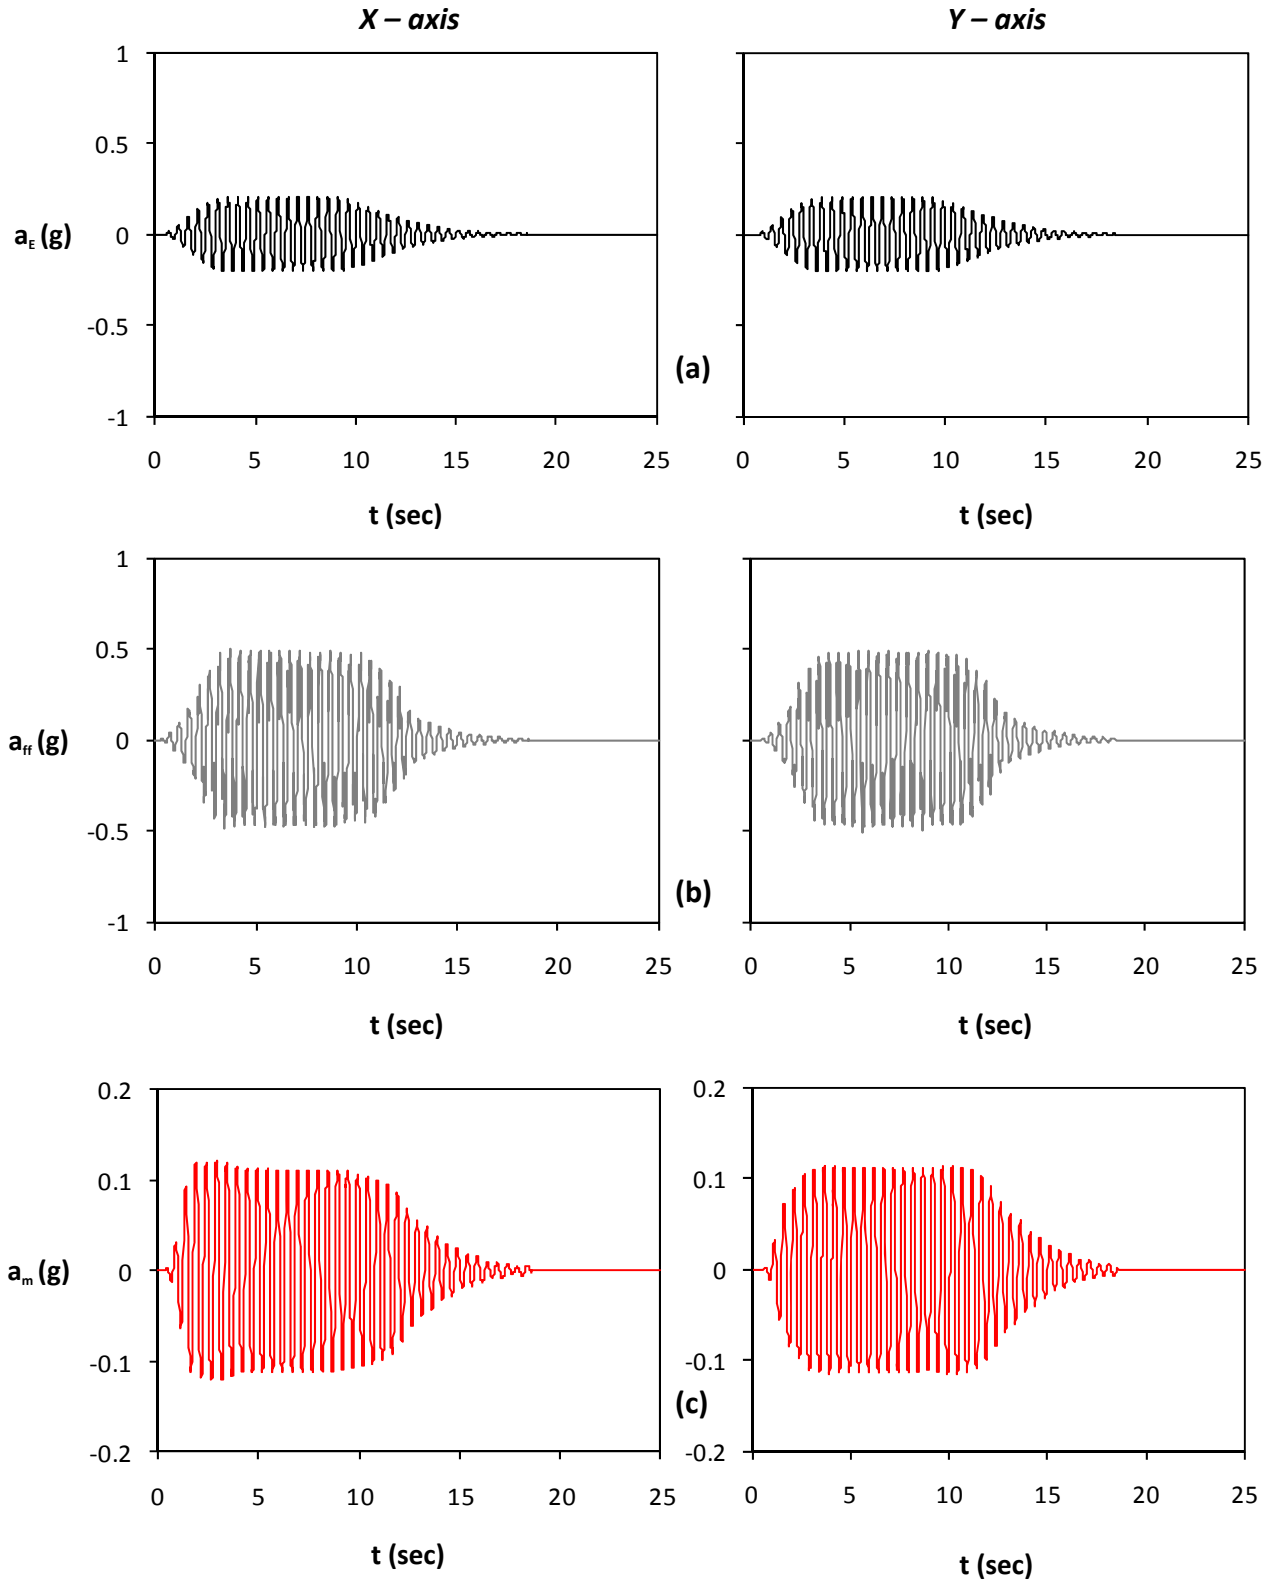 X – axis Y – axis
1
0.5
a_E (g) 0
-0.5
(a)
-1
0 5 10 15 20 25 0 5 10 15 20 25
t (sec) t (sec)
1
0.5
a_ff (g) 0
-0.5
(b)
-1
0 5 10 15 20 25 0 5 10 15 20 25
t (sec) t (sec)
0.2 0.2
0.1 0.1
a_m (g) 0 0
-0.1 -0.1
(c)
-0.2 -0.2
0 5 10 15 20 25 0 5 10 15 20 25
t (sec) t (sec)